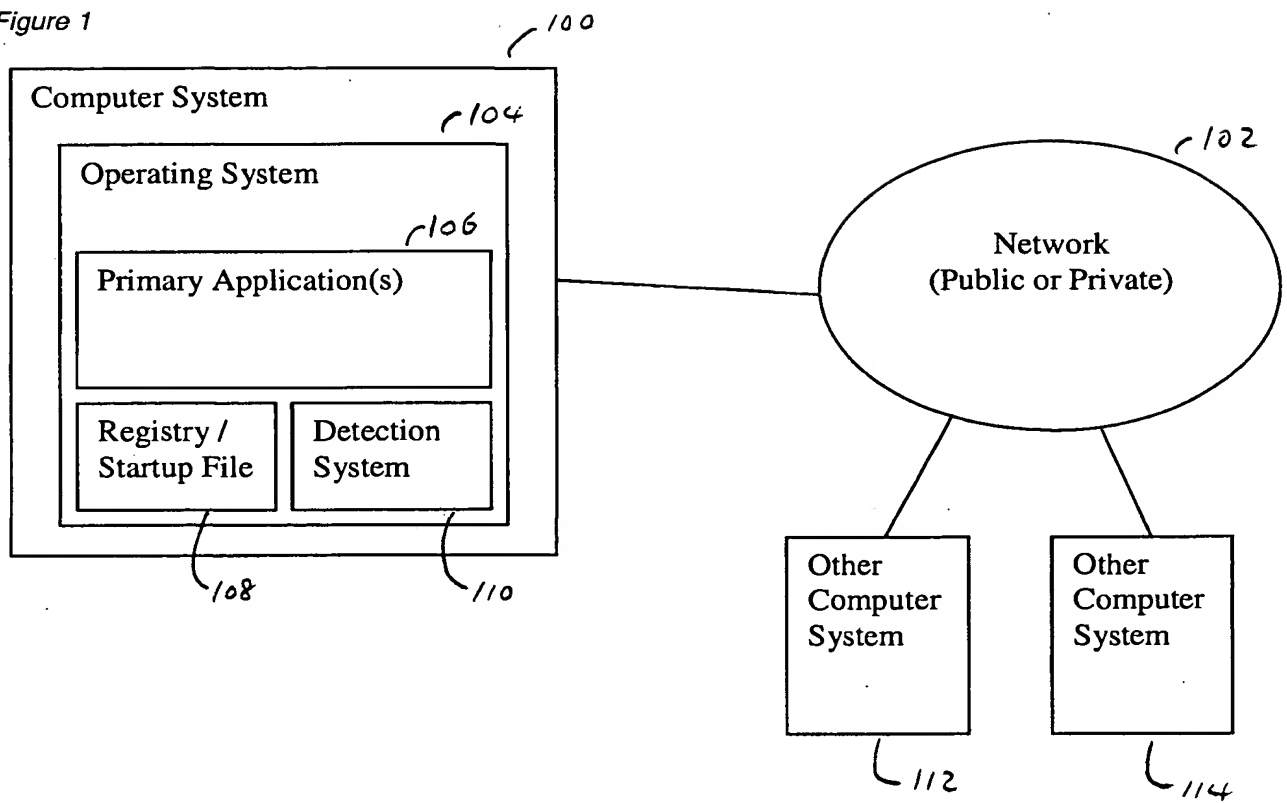 Figure 1
100
Computer System
104
Operating System
106
Primary Application(s)
Registry /
Startup File
Detection
System
108
110
102
Network
(Public or Private)
Other
Computer
System
Other
Computer
System
112
114